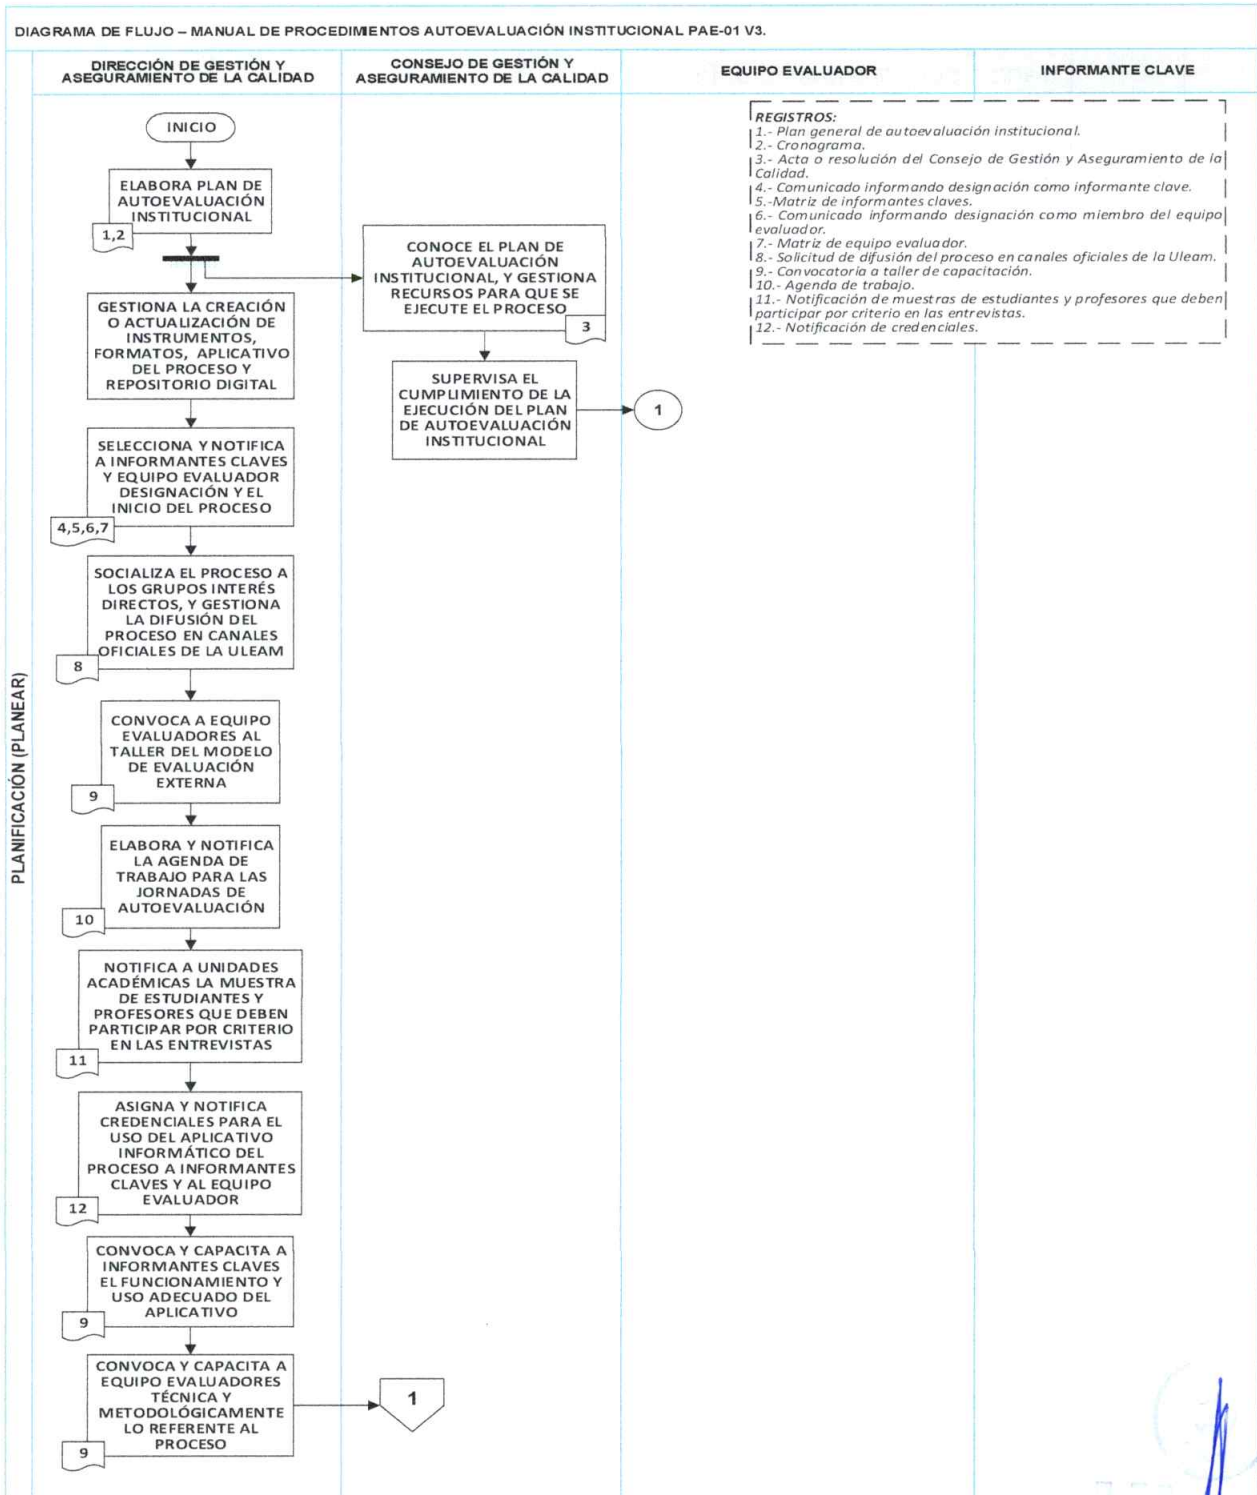 DIAGRAMA DE FLUJO – MANUAL DE PROCEDIMIENTOS AUTOEVALUACIÓN INSTITUCIONAL PAE-01 V3.
DIRECCIÓN DE GESTIÓN Y
ASEGURAMIENTO DE LA CALIDAD
CONSEJO DE GESTIÓN Y
ASEGURAMIENTO DE LA CALIDAD
EQUIPO EVALUADOR
INFORMANTE CLAVE
PLANIFICACIÓN (PLANEAR)
INICIO
ELABORA PLAN DE
AUTOEVALUACIÓN
INSTITUCIONAL
1,2
GESTIONA LA CREACIÓN
O ACTUALIZACIÓN DE
INSTRUMENTOS,
FORMATOS, APLICATIVO
DEL PROCESO Y
REPOSITORIO DIGITAL
SELECCIONA Y NOTIFICA
A INFORMANTES CLAVES
Y EQUIPO EVALUADOR
DESIGNACIÓN Y EL
INICIO DEL PROCESO
4,5,6,7
SOCIALIZA EL PROCESO A
LOS GRUPOS INTERÉS
DIRECTOS, Y GESTIONA
LA DIFUSIÓN DEL
PROCESO EN CANALES
OFICIALES DE LA ULEAM
8
CONVOCA A EQUIPO
EVALUADORES AL
TALLER DEL MODELO
DE EVALUACIÓN
EXTERNA
9
ELABORA Y NOTIFICA
LA AGENDA DE
TRABAJO PARA LAS
JORNADAS DE
AUTOEVALUACIÓN
10
NOTIFICA A UNIDADES
ACADÉMICAS LA MUESTRA
DE ESTUDIANTES Y
PROFESORES QUE DEBEN
PARTICIPAR POR CRITERIO
EN LAS ENTREVISTAS
11
ASIGNA Y NOTIFICA
CREDENCIALES PARA EL
USO DEL APLICATIVO
INFORMÁTICO DEL
PROCESO A INFORMANTES
CLAVES Y AL EQUIPO
EVALUADOR
12
CONVOCA Y CAPACITA A
INFORMANTES CLAVES
EL FUNCIONAMIENTO Y
USO ADECUADO DEL
APLICATIVO
9
CONVOCA Y CAPACITA A
EQUIPO EVALUADORES
TÉCNICA Y
METODOLÓGICAMENTE
LO REFERENTE AL
PROCESO
9
CONOCE EL PLAN DE
AUTOEVALUACIÓN
INSTITUCIONAL, Y GESTIONA
RECURSOS PARA QUE SE
EJECUTE EL PROCESO
3
SUPERVISA EL
CUMPLIMIENTO DE LA
EJECUCIÓN DEL PLAN
DE AUTOEVALUACIÓN
INSTITUCIONAL
1
1
REGISTROS:
1.- Plan general de autoevaluación institucional.
2.- Cronograma.
3.- Acta o resolución del Consejo de Gestión y Aseguramiento de la
Calidad.
4.- Comunicado informando designación como informante clave.
5.-Matriz de informantes claves.
6.- Comunicado informando designación como miembro del equipo
evaluador.
7.- Matriz de equipo evaluador.
8.- Solicitud de difusión del proceso en canales oficiales de la Uleam.
9.- Convocatoria a taller de capacitación.
10.- Agenda de trabajo.
11.- Notificación de muestras de estudiantes y profesores que deben
participar por criterio en las entrevistas.
12.- Notificación de credenciales.